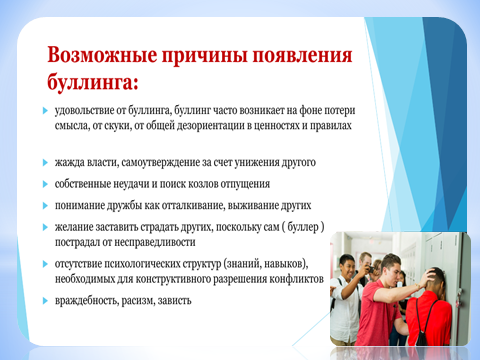 Возможные причины появления
буллинга:
удовольствие от буллинга, буллинг часто возникает на фоне потери
смысла, от скуки, от общей дезориентации в ценностях и правилах
жажда власти, самоутверждение за счет унижения другого
собственные неудачи и поиск козлов отпущения
понимание дружбы как отталкивание, выживание других
желание заставить страдать других, поскольку сам ( буллер )
пострадал от несправедливости
отсутствие психологических структур (знаний, навыков),
необходимых для конструктивного разрешения конфликтов
враждебность, расизм, зависть